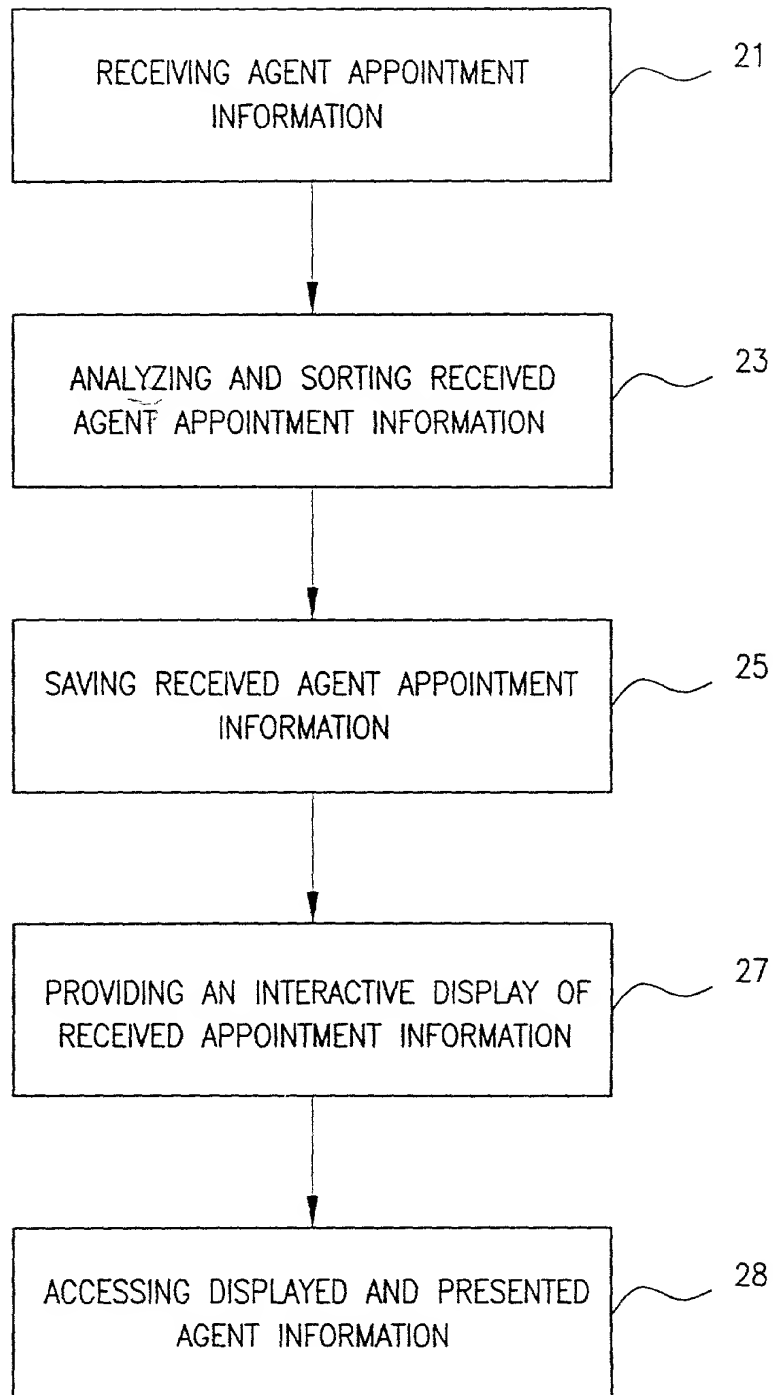 RECEIVING AGENT APPOINTMENT
INFORMATION
21
ANALYZING AND SORTING RECEIVED
AGENT APPOINTMENT INFORMATION
23
SAVING RECEIVED AGENT APPOINTMENT
INFORMATION
25
PROVIDING AN INTERACTIVE DISPLAY OF
RECEIVED APPOINTMENT INFORMATION
27
ACCESSING DISPLAYED AND PRESENTED
AGENT INFORMATION
28